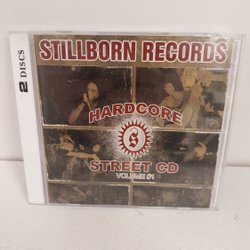 STILLBORN RECORDS
2 DISCS
HARDCORE
S
STREET CD
VOLUME #1